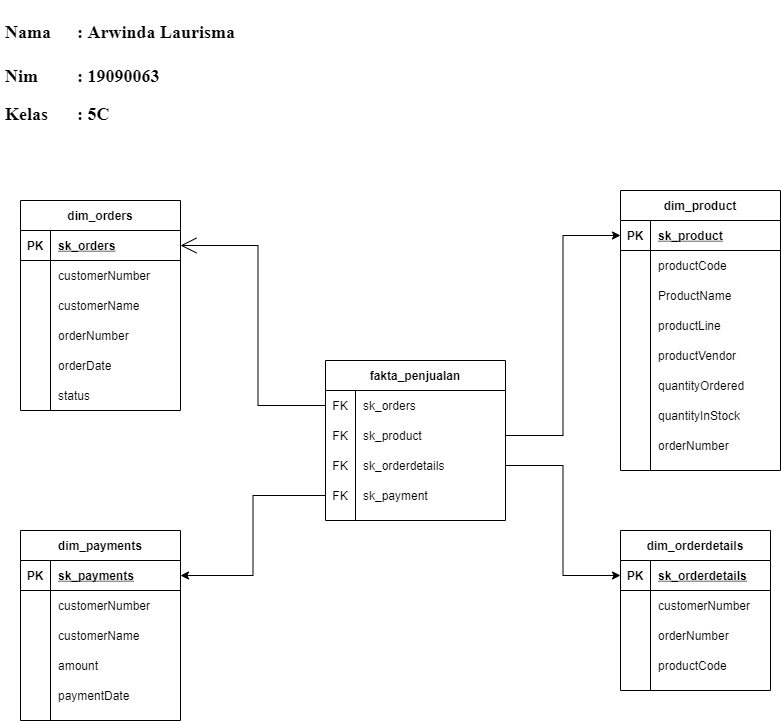 Nama : Arwinda Laurisma
Nim : 19090063
Kelas : 5C
dim_orders
PK sk_orders
customerNumber
customerName
orderNumber
orderDate
status
dim_product
PK sk_product
productCode
ProductName
productLine
productVendor
quantityOrdered
quantityInStock
orderNumber
fakta_penjualan
FK sk_orders
FK sk_product
FK sk_orderdetails
FK sk_payment
dim_payments
PK sk_payments
customerNumber
customerName
amount
paymentDate
dim_orderdetails
PK sk_orderdetails
customerNumber
orderNumber
productCode